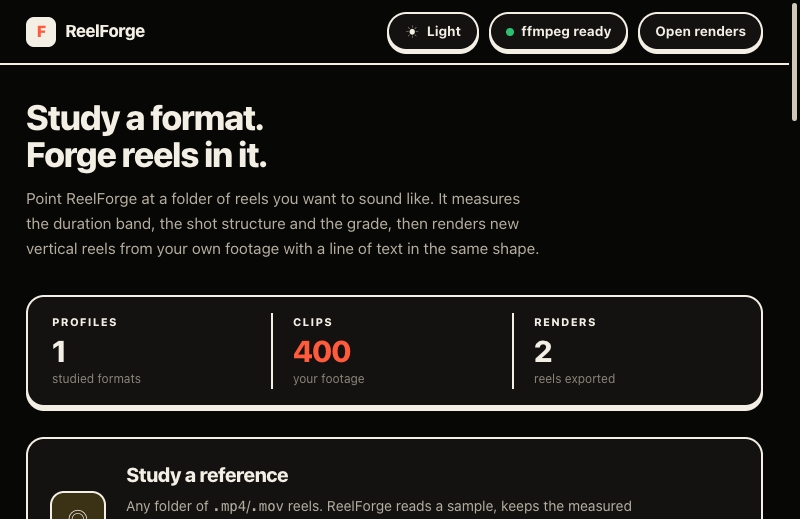 F ReelForge
Light
ffmpeg ready
Open renders
Study a format.
Forge reels in it.
Point ReelForge at a folder of reels you want to sound like. It measures
the duration band, the shot structure and the grade, then renders new
vertical reels from your own footage with a line of text in the same shape.
PROFILES
1
studied formats
CLIPS
400
your footage
RENDERS
2
reels exported
Study a reference
Any folder of .mp4/.mov reels. ReelForge reads a sample, keeps the measured